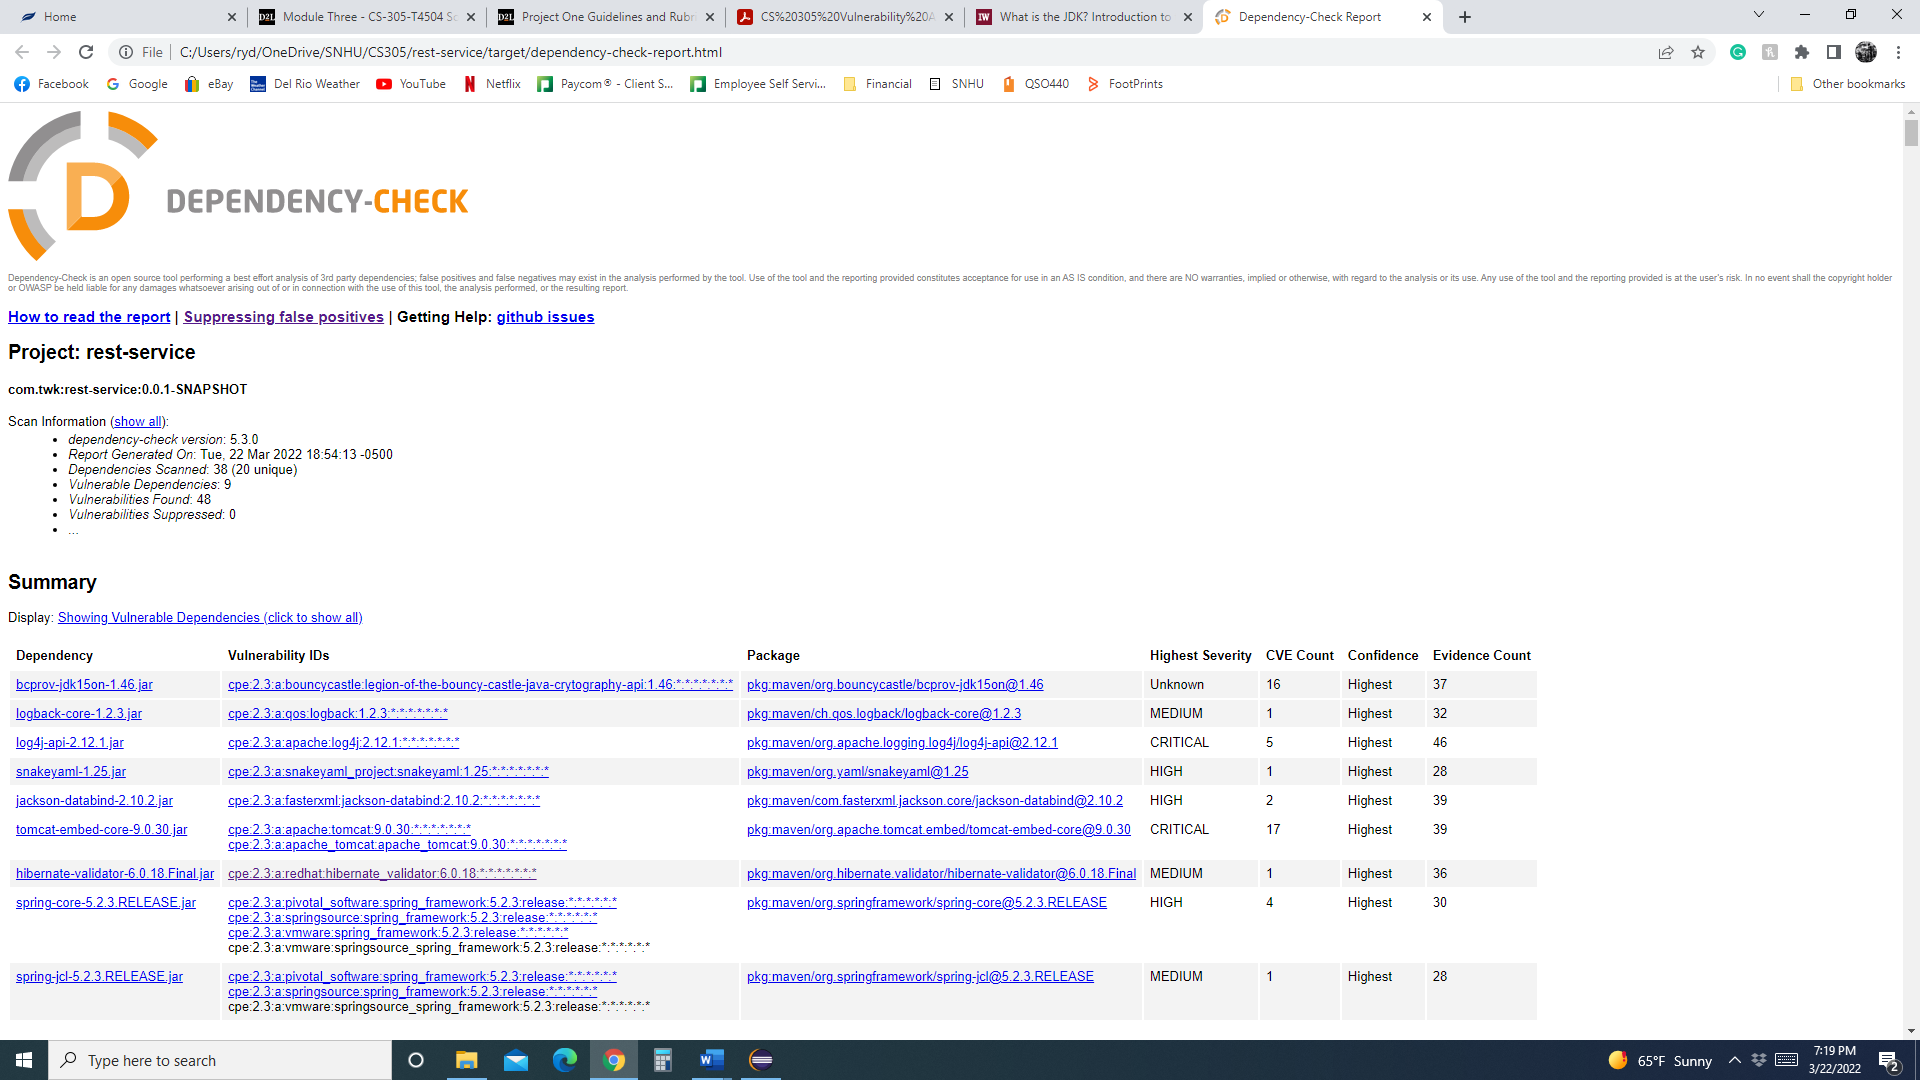 Home
Module Three - CS-305-T4504 So
Project One Guidelines and Rubri
CS%20305%20Vulnerability%20A
What is the JDK? Introduction to
Dependency-Check Report
File
C:/Users/ryd/OneDrive/SNHU/CS305/rest-service/target/dependency-check-report.html
Facebook
Google
eBay
Del Rio Weather
YouTube
Netflix
Paycom® - Client S...
Employee Self Servi...
Financial
SNHU
QSO440
FootPrints
Other bookmarks
D
DEPENDENCY-CHECK
Dependency-Check is an open source tool performing a best effort analysis of 3rd party dependencies; false positives and false negatives may exist in the analysis performed by the tool. Use of the tool and the reporting provided constitutes acceptance for use in an AS IS condition, and there are NO warranties, implied or otherwise, with regard to the analysis or its use. Any use of the tool and the reporting provided is at the user's risk. In no event shall the copyright holder
or OWASP be held liable for any damages whatsoever arising out of or in connection with the use of this tool, the analysis performed, or the resulting report.
How to read the report | Suppressing false positives | Getting Help: github issues
Project: rest-service
com.twk:rest-service:0.0.1-SNAPSHOT
Scan Information (show all):
dependency-check version: 5.3.0
Report Generated On: Tue, 22 Mar 2022 18:54:13 -0500
Dependencies Scanned: 38 (20 unique)
Vulnerable Dependencies: 9
Vulnerabilities Found: 48
Vulnerabilities Suppressed: 0
...
Summary
Display: Showing Vulnerable Dependencies (click to show all)
Dependency Vulnerability IDs Package Highest Severity CVE Count Confidence Evidence Count
bcprov-jdk15on-1.46.jar cpe:2.3:a:bouncycastle:legion-of-the-bouncy-castle-java-crytography-api:1.46:*:*:*:*:*:*:* pkg:maven/org.bouncycastle/bcprov-jdk15on@1.46 Unknown 16 Highest 37
logback-core-1.2.3.jar cpe:2.3:a:qos:logback:1.2.3:*:*:*:*:*:*:* pkg:maven/ch.qos.logback/logback-core@1.2.3 MEDIUM 1 Highest 32
log4j-api-2.12.1.jar cpe:2.3:a:apache:log4j:2.12.1:*:*:*:*:*:*:* pkg:maven/org.apache.logging.log4j/log4j-api@2.12.1 CRITICAL 5 Highest 46
snakeyaml-1.25.jar cpe:2.3:a:snakeyaml_project:snakeyaml:1.25:*:*:*:*:*:*:* pkg:maven/org.yaml/snakeyaml@1.25 HIGH 1 Highest 28
jackson-databind-2.10.2.jar cpe:2.3:a:fasterxml:jackson-databind:2.10.2:*:*:*:*:*:*:* pkg:maven/com.fasterxml.jackson.core/jackson-databind@2.10.2 HIGH 2 Highest 39
tomcat-embed-core-9.0.30.jar cpe:2.3:a:apache:tomcat:9.0.30:*:*:*:*:*:*:* pkg:maven/org.apache.tomcat.embed/tomcat-embed-core@9.0.30 CRITICAL 17 Highest 39
cpe:2.3:a:apache_tomcat:apache_tomcat:9.0.30:*:*:*:*:*:*:*
hibernate-validator-6.0.18.Final.jar cpe:2.3:a:redhat:hibernate_validator:6.0.18:*:*:*:*:*:*:* pkg:maven/org.hibernate.validator/hibernate-validator@6.0.18.Final MEDIUM 1 Highest 36
spring-core-5.2.3.RELEASE.jar cpe:2.3:a:pivotal_software:spring_framework:5.2.3:release:*:*:*:*:*:* pkg:maven/org.springframework/spring-core@5.2.3.RELEASE HIGH 4 Highest 30
cpe:2.3:a:springsource:spring_framework:5.2.3:release:*:*:*:*:*:*
cpe:2.3:a:vmware:spring_framework:5.2.3:release:*:*:*:*:*:*
cpe:2.3:a:vmware:springsource_spring_framework:5.2.3:release:*:*:*:*:*:*
spring-jcl-5.2.3.RELEASE.jar cpe:2.3:a:pivotal_software:spring_framework:5.2.3:release:*:*:*:*:*:* pkg:maven/org.springframework/spring-jcl@5.2.3.RELEASE MEDIUM 1 Highest 28
cpe:2.3:a:springsource:spring_framework:5.2.3:release:*:*:*:*:*:*
cpe:2.3:a:vmware:springsource_spring_framework:5.2.3:release:*:*:*:*:*:*
Type here to search
65°F Sunny
7:19 PM
3/22/2022
2